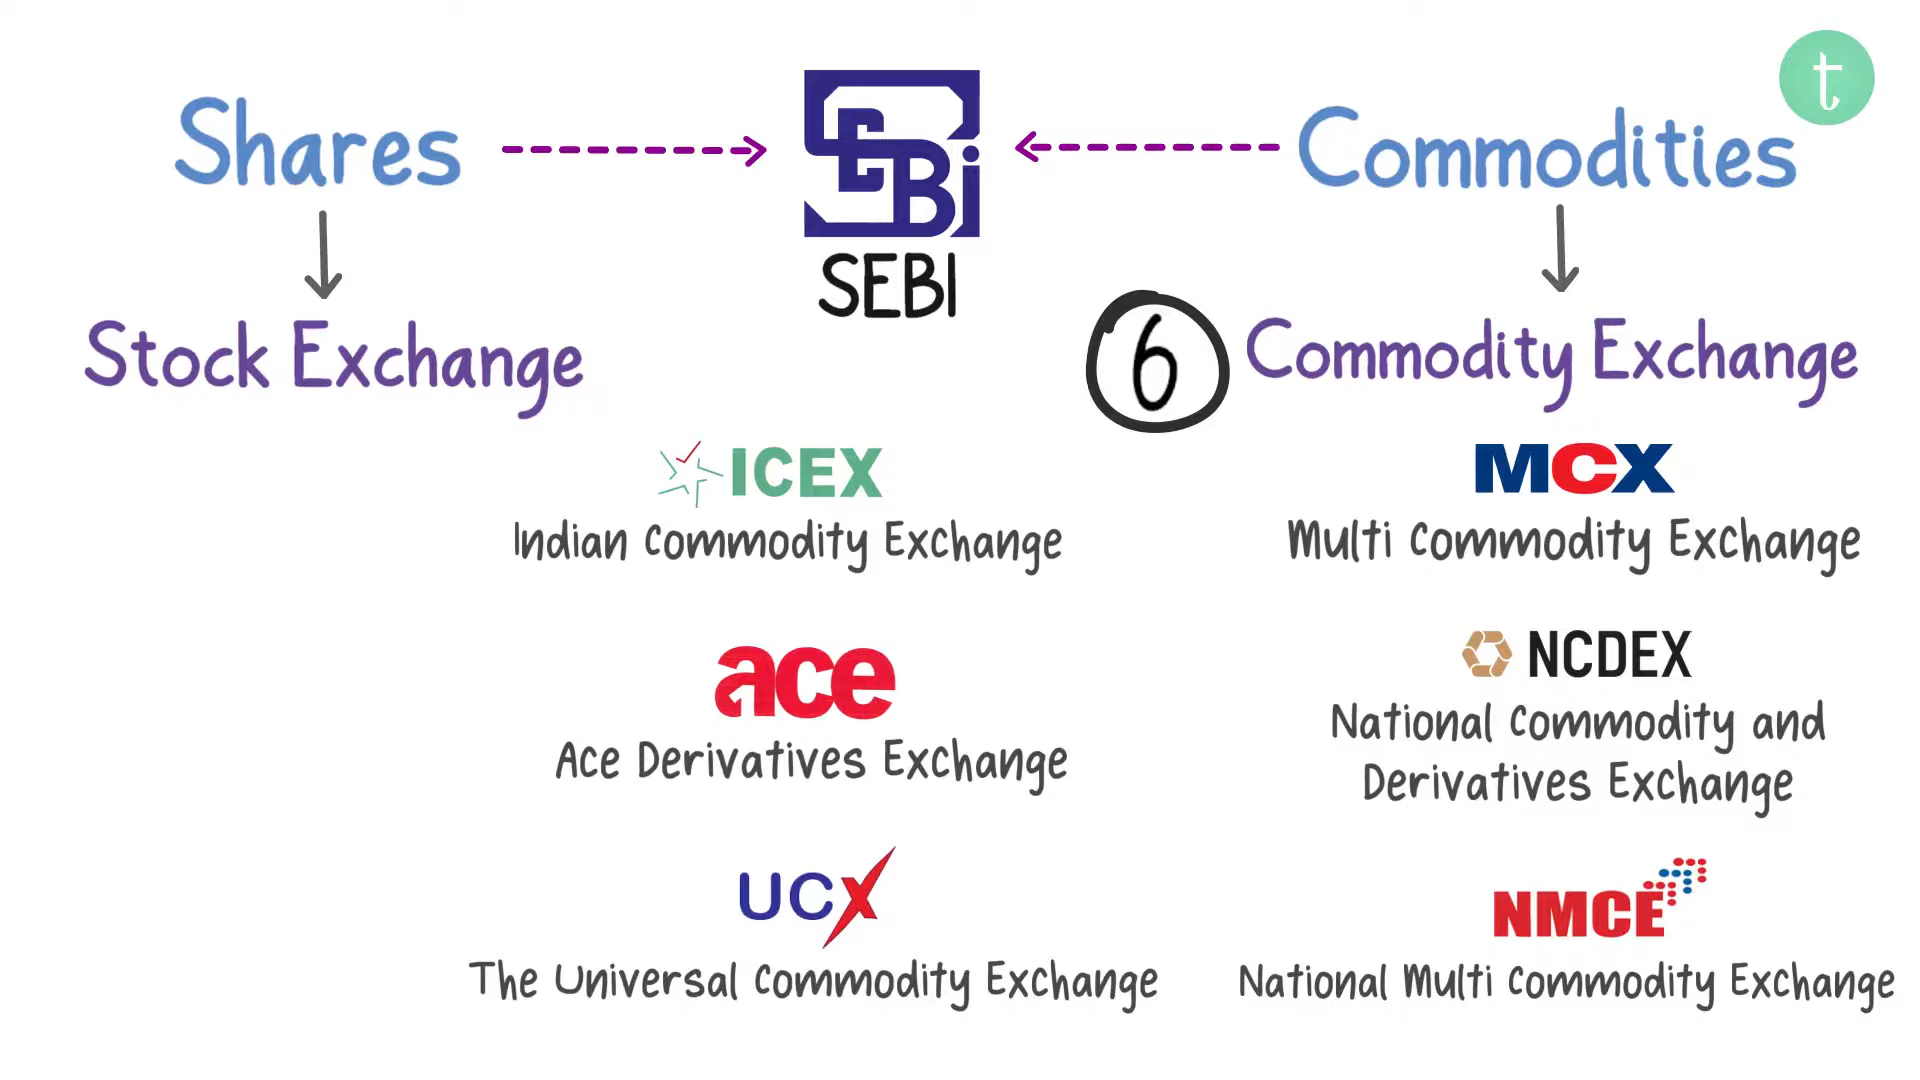 t
Shares
SEBI
Commodities
SEBI
Stock Exchange
6
Commodity Exchange
ICEX
Indian Commodity Exchange
MCX
Multi Commodity Exchange
ace
Ace Derivatives Exchange
NCDEX
National Commodity and
Derivatives Exchange
UCX
The Universal Commodity Exchange
NMCE
National Multi Commodity Exchange